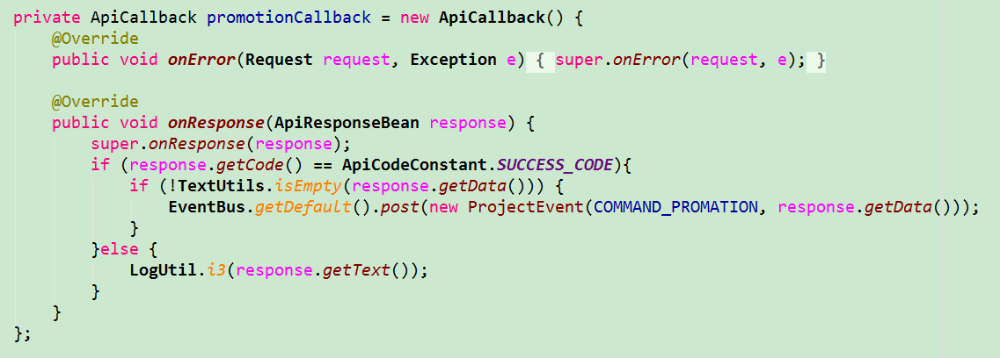 private ApiCallback promotionCallback = new ApiCallback() {
    @Override
    public void onError(Request request, Exception e) { super.onError(request, e); }

    @Override
    public void onResponse(ApiResponseBean response) {
        super.onResponse(response);
        if (response.getCode() == ApiCodeConstant.SUCCESS_CODE){
            if (!TextUtils.isEmpty(response.getData())) {
                EventBus.getDefault().post(new ProjectEvent(COMMAND_PROMATION, response.getData()));
            }
        }else {
            LogUtil.i3(response.getText());
        }
    }
};